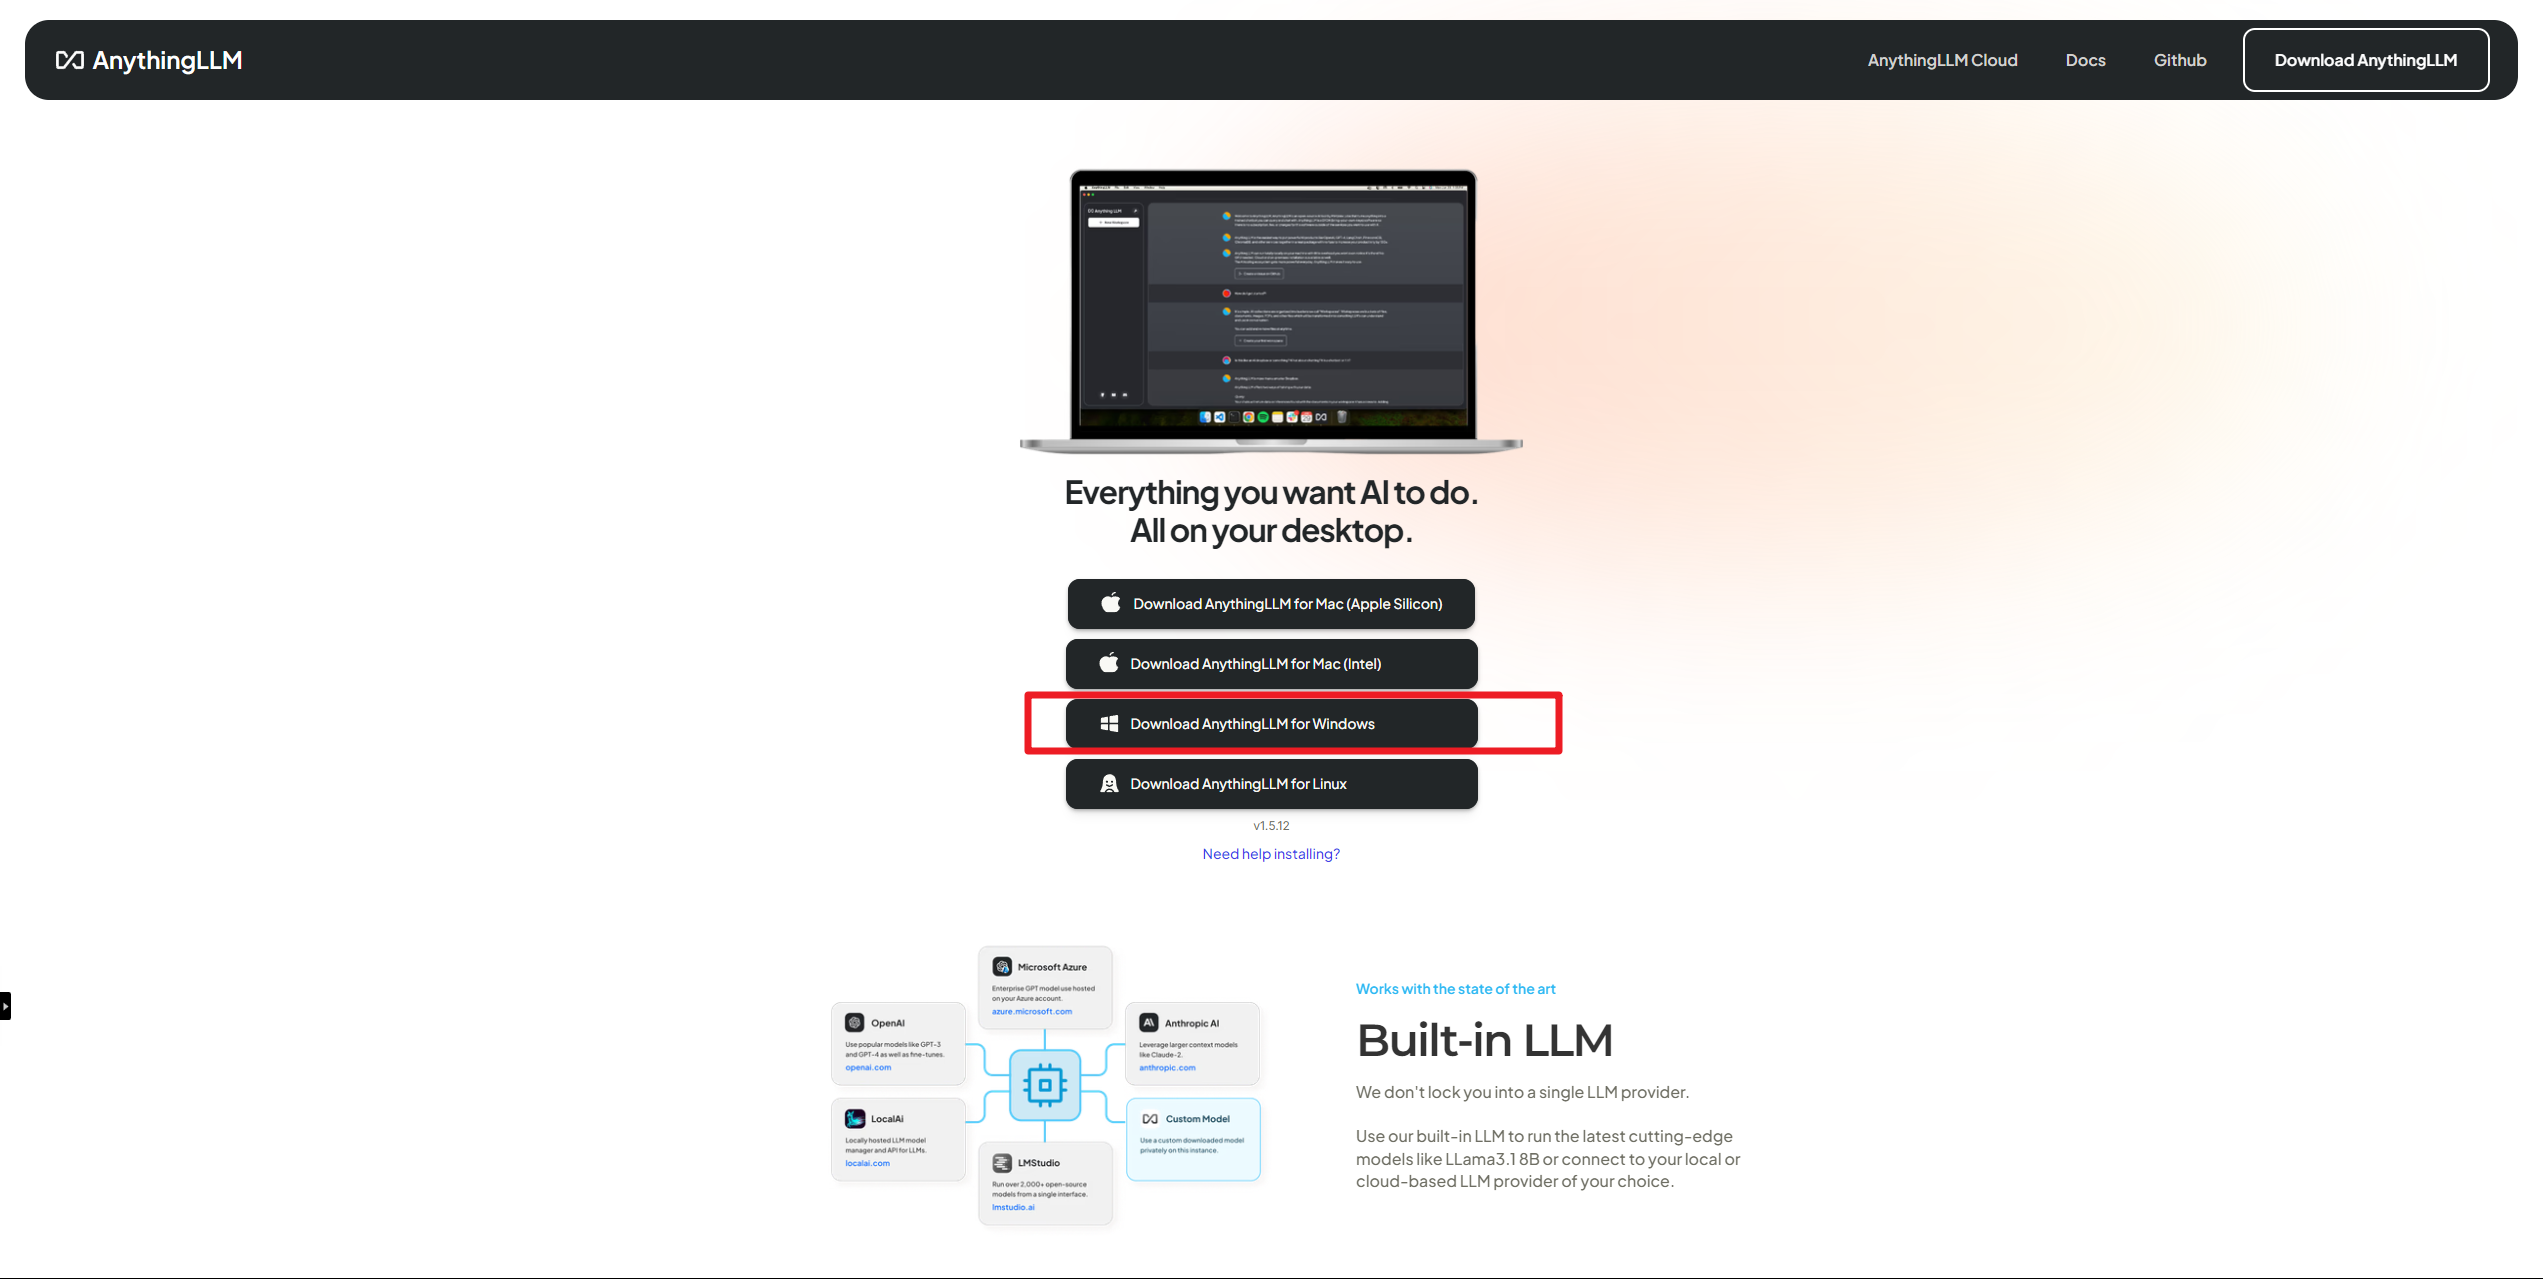 AnythingLLM
AnythingLLM Cloud
Docs
Github
Download AnythingLLM
Everything you want AI to do.
All on your desktop.
Download AnythingLLM for Mac (Apple Silicon)
Download AnythingLLM for Mac (Intel)
Download AnythingLLM for Windows
Download AnythingLLM for Linux
v1.5.12
Need help installing?
Microsoft Azure
Enterprise GPT model use hosted
on your Azure account.
azure.microsoft.com
OpenAI
Use popular models like GPT-3
and GPT-4 as well as fine-tunes.
openai.com
Anthropic AI
Leverage larger context models
like Claude-2.
anthropic.com
LocalAi
Locally hosted LLM model
manager and API for LLMs.
localai.com
Custom Model
Use a custom downloaded model
privately on this instance.
LMStudio
Run over 2,000+ open-source
models from a single interface.
lmstudio.ai
Works with the state of the art
Built-in LLM
We don't lock you into a single LLM provider.
Use our built-in LLM to run the latest cutting-edge
models like LLama3.1 8B or connect to your local or
cloud-based LLM provider of your choice.